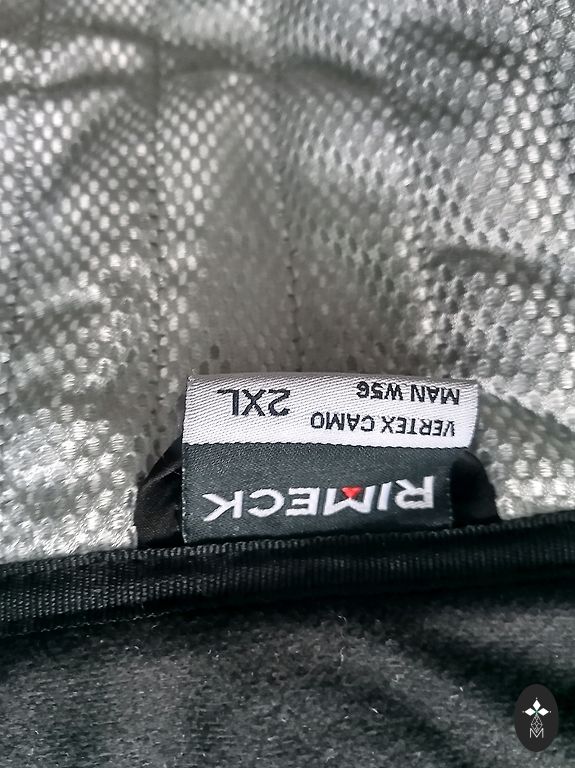 RIMECK
VERTEX CAMO
MAN W56
2XL
M